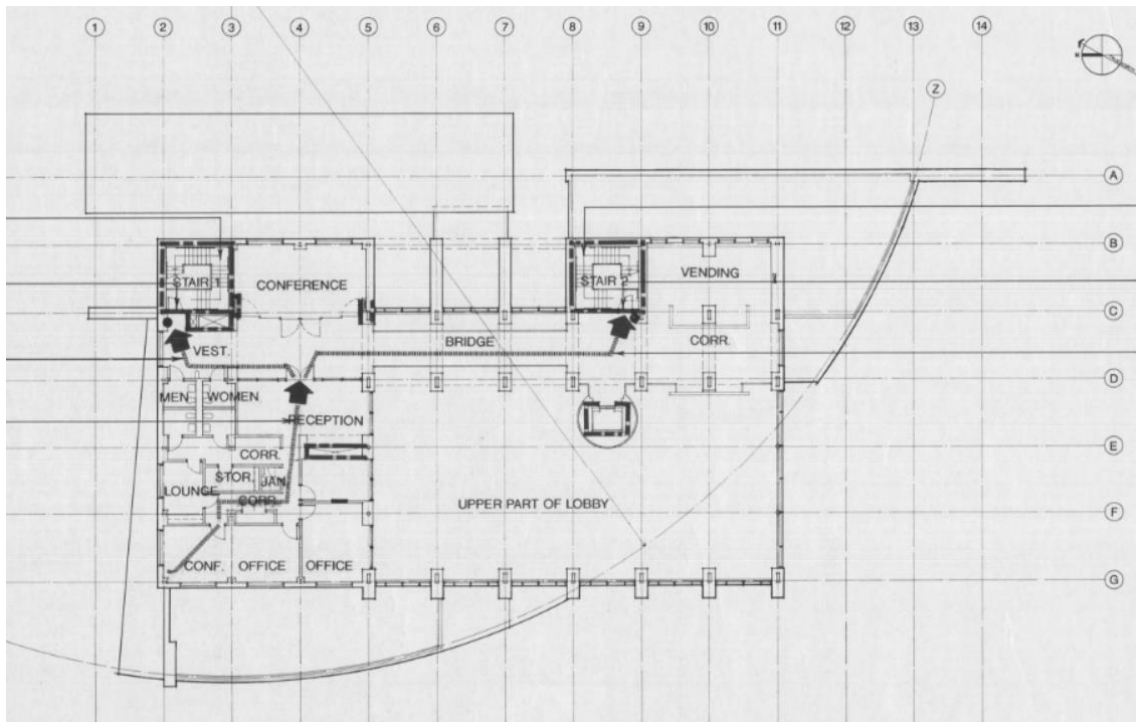 1 2 3 4 5 6 7 8 9 10 11 12 13 14
Z
A
B
STAIR 1
CONFERENCE
STAIR 2
VENDING
C
VEST.
BRIDGE
CORR.
D
MEN
WOMEN
RECEPTION
E
CORR.
STOR.
JAN.
LOUNGE
CORR.
UPPER PART OF LOBBY
F
CONF.
OFFICE
OFFICE
G